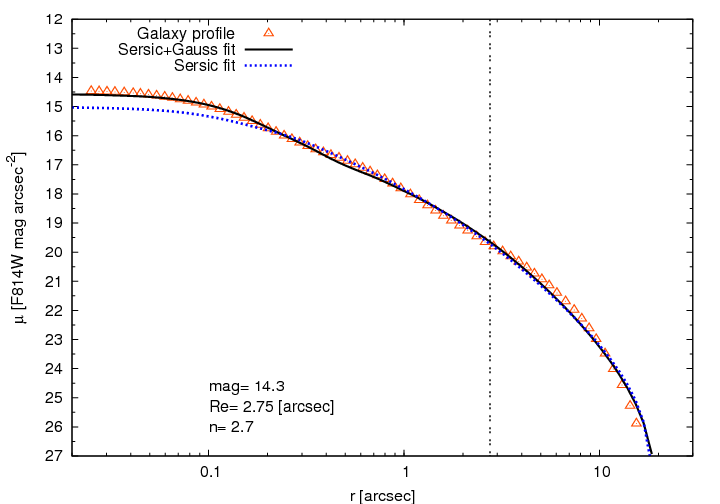 12
13
14
15
16
17
18
19
20
21
22
23
24
25
26
27
μ [F814W mag arcsec-2]
Galaxy profile
Sersic+Gauss fit
Sersic fit
mag= 14.3
Re= 2.75 [arcsec]
n= 2.7
0.1 1 10
r [arcsec]